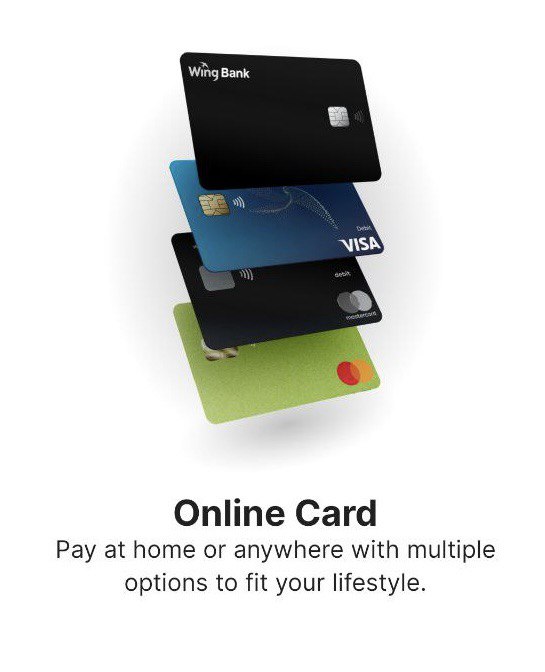 Wing Bank
Debit
VISA
debit
mastercard
Online Card
Pay at home or anywhere with multiple
options to fit your lifestyle.